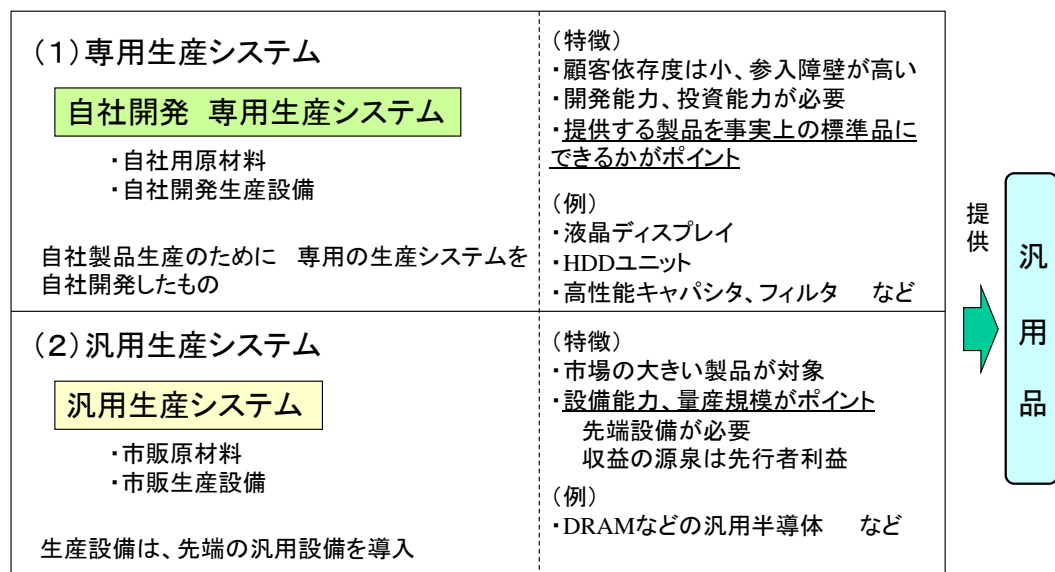 （１）専用生産システム
自社開発　専用生産システム
・自社用原材料
・自社開発生産設備
自社製品生産のために　専用の生産システムを
自社開発したもの
（特徴）
・顧客依存度は小、参入障壁が高い
・開発能力、投資能力が必要
・提供する製品を事実上の標準品に
できるかがポイント
（例）
・液晶ディスプレイ
・HDDユニット
・高性能キャパシタ、フィルタ　など
（２）汎用生産システム
汎用生産システム
・市販原材料
・市販生産設備
生産設備は、先端の汎用設備を導入
（特徴）
・市場の大きい製品が対象
・設備能力、量産規模がポイント
先端設備が必要
収益の源泉は先行者利益
（例）
・DRAMなどの汎用半導体　など
提供
汎用品